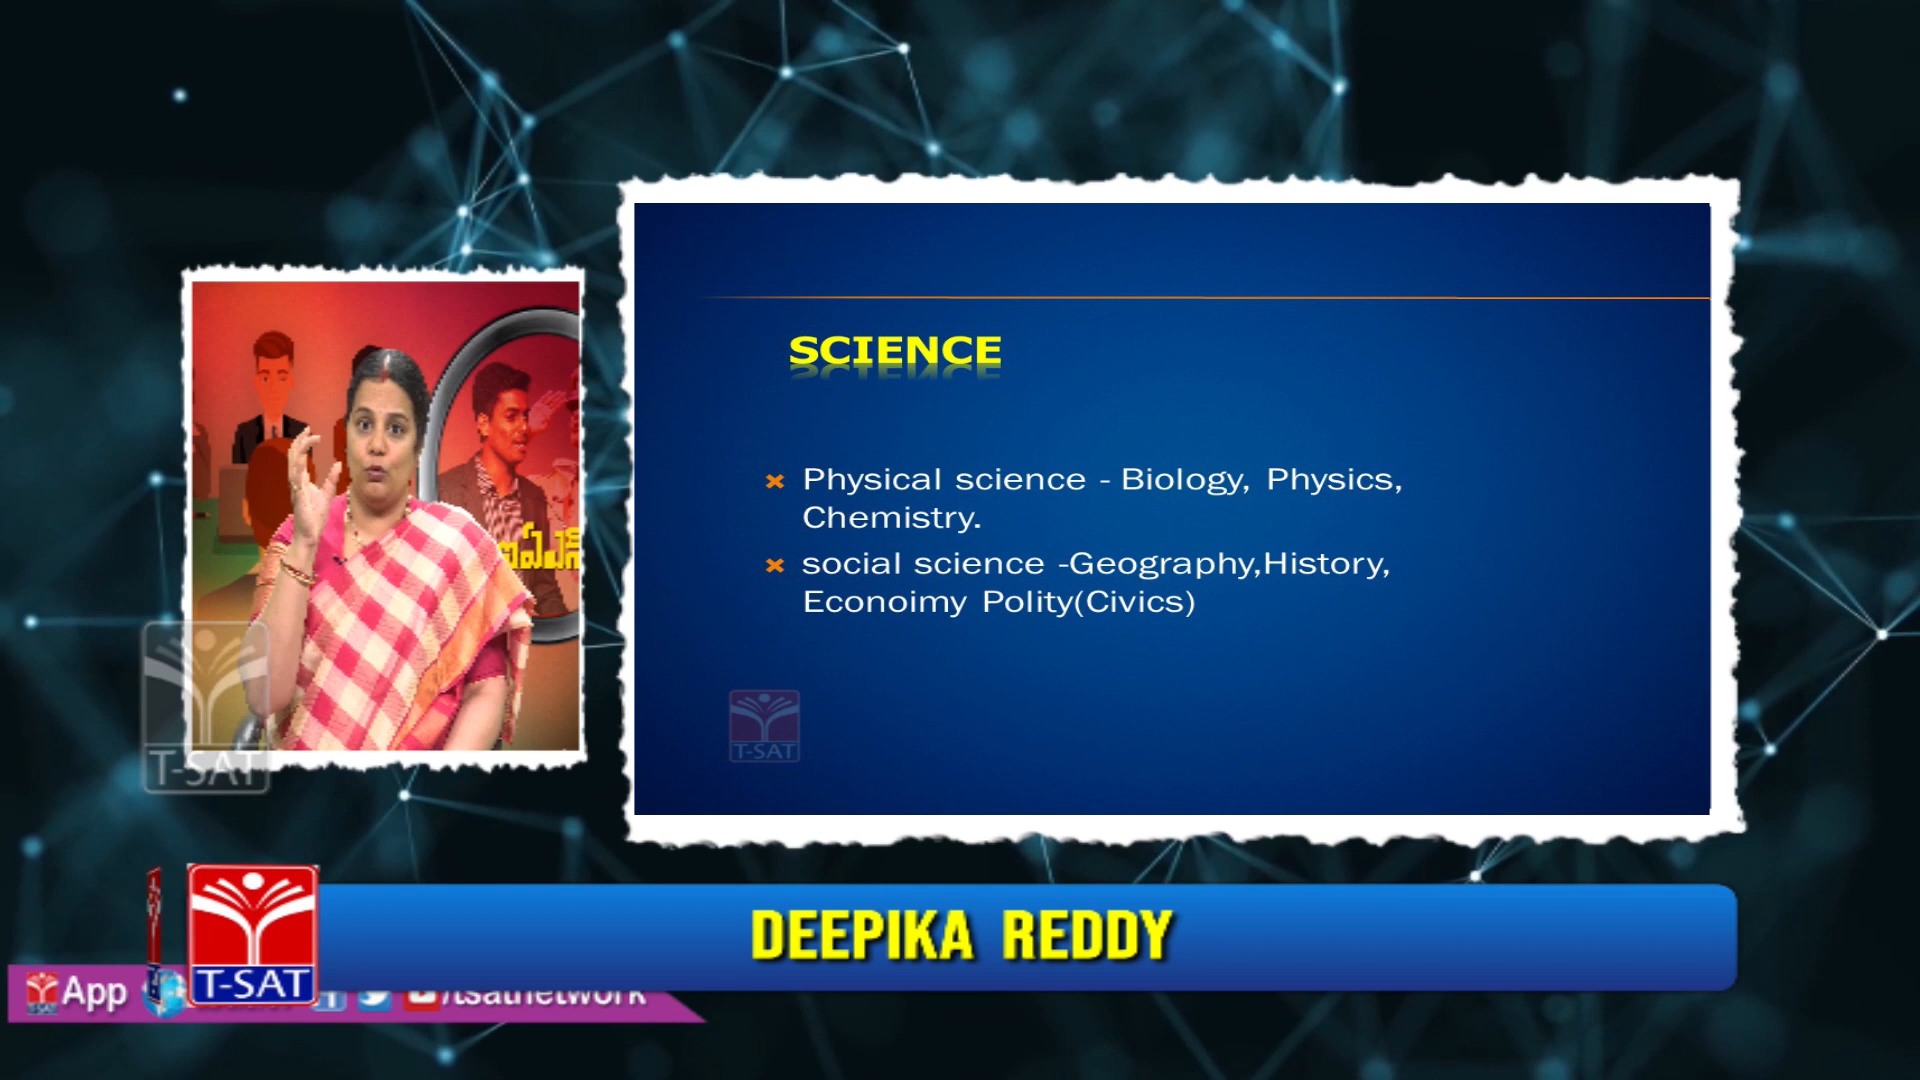 SCIENCE
Physical science - Biology, Physics,
Chemistry.
social science -Geography,History,
Econoimy Polity(Civics)
T-SAT
T-SAT
DEEPIKA REDDY
T-SAT
App
/tsatnetwork